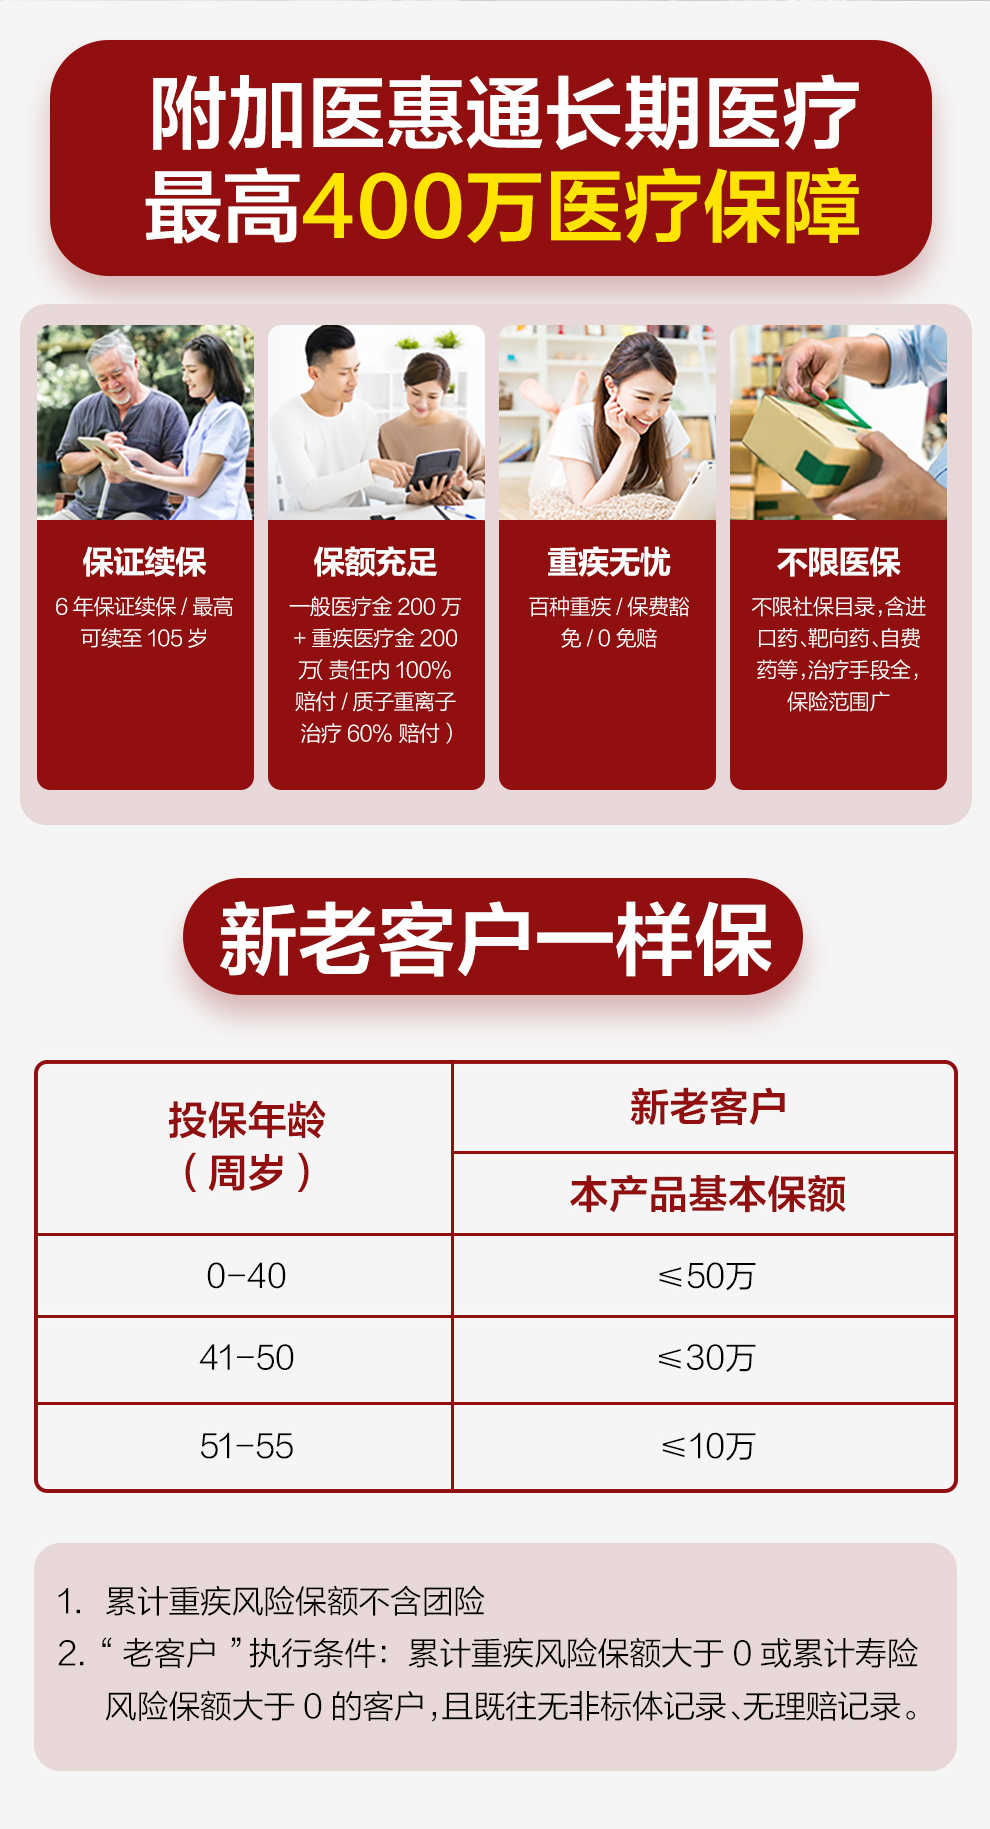 附加医惠通长期医疗
最高400万医疗保障
保证续保
6年保证续保/最高
可续至105岁
保额充足
一般医疗金200万
+重疾医疗金200
万(责任内100%
赔付/质子重离子
治疗60%赔付)
重疾无忧
百种重疾/保费豁
免/0免赔
不限医保
不限社保目录,含进
口药、靶向药、自费
药等,治疗手段全,
保险范围广
新老客户一样保
投保年龄
(周岁)
新老客户
本产品基本保额
0-40
≤50万
41-50
≤30万
51-55
≤10万
1. 累计重疾风险保额不含团险
2.“老客户”执行条件：累计重疾风险保额大于0或累计寿险
风险保额大于0的客户,且既往无非标体记录、无理赔记录。